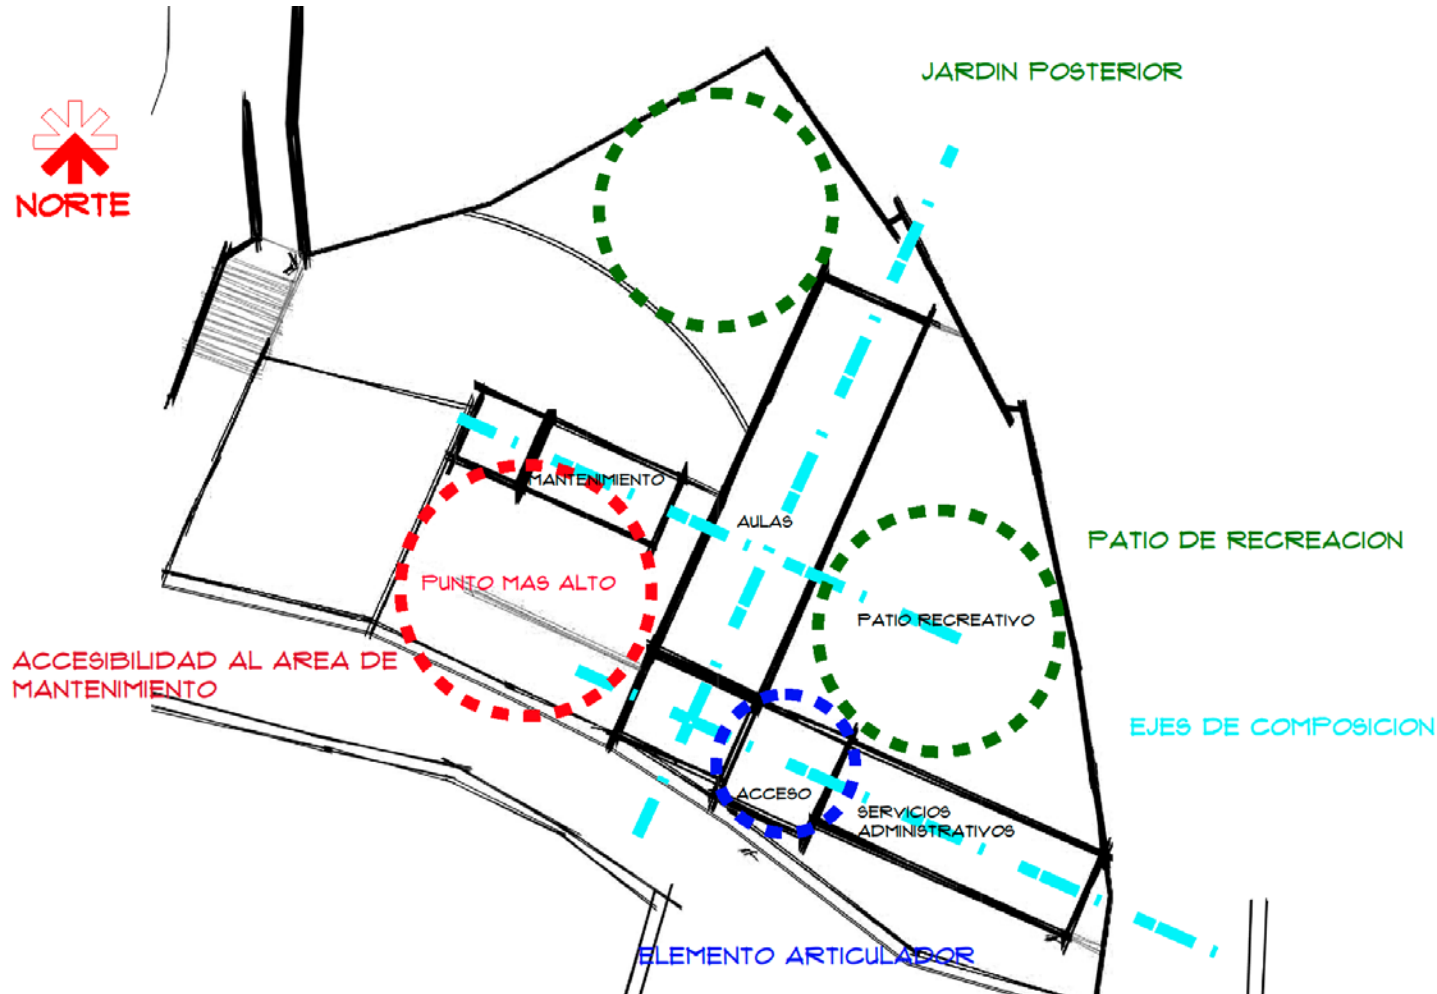 JARDIN POSTERIOR
NORTE
MANTENIMIENTO
AULAS
PATIO DE RECREACION
PUNTO MAS ALTO
PATIO RECREATIVO
ACCESIBILIDAD AL AREA DE
MANTENIMIENTO
EJES DE COMPOSICION
ACCESO
SERVICIOS
ADMINISTRATIVOS
ELEMENTO ARTICULADOR